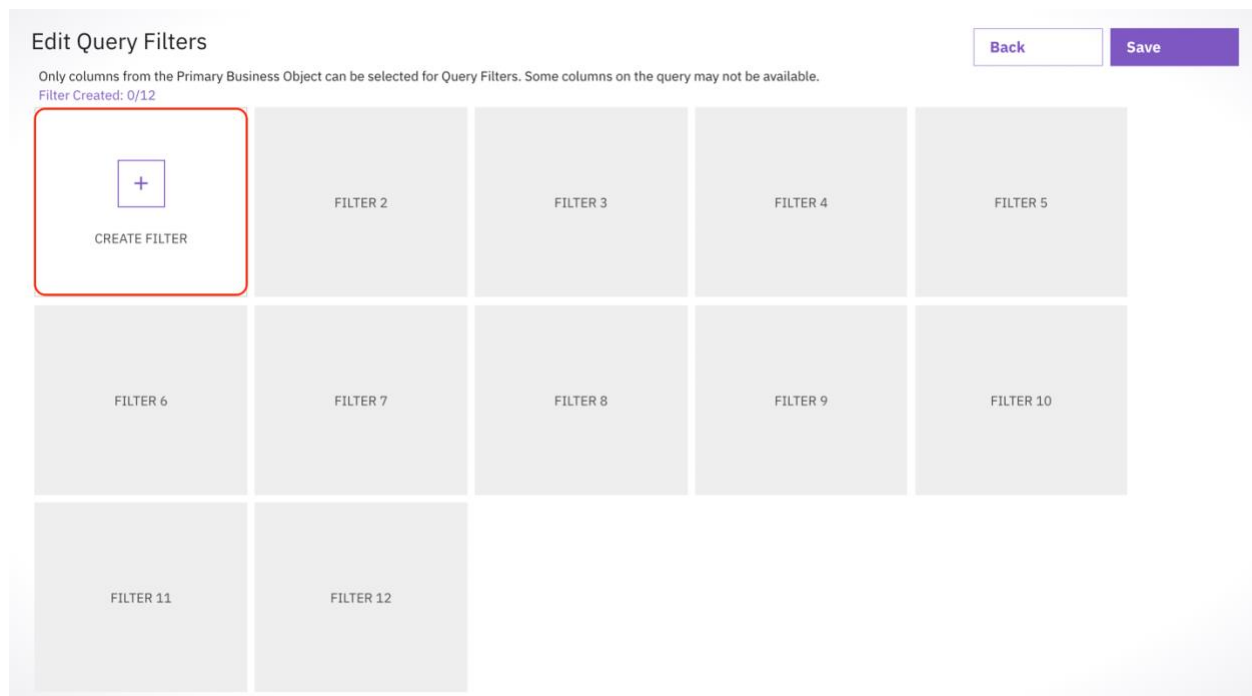 Edit Query Filters
Back
Save
Only columns from the Primary Business Object can be selected for Query Filters. Some columns on the query may not be available.
Filter Created: 0/12
+
CREATE FILTER
FILTER 2
FILTER 3
FILTER 4
FILTER 5
FILTER 6
FILTER 7
FILTER 8
FILTER 9
FILTER 10
FILTER 11
FILTER 12